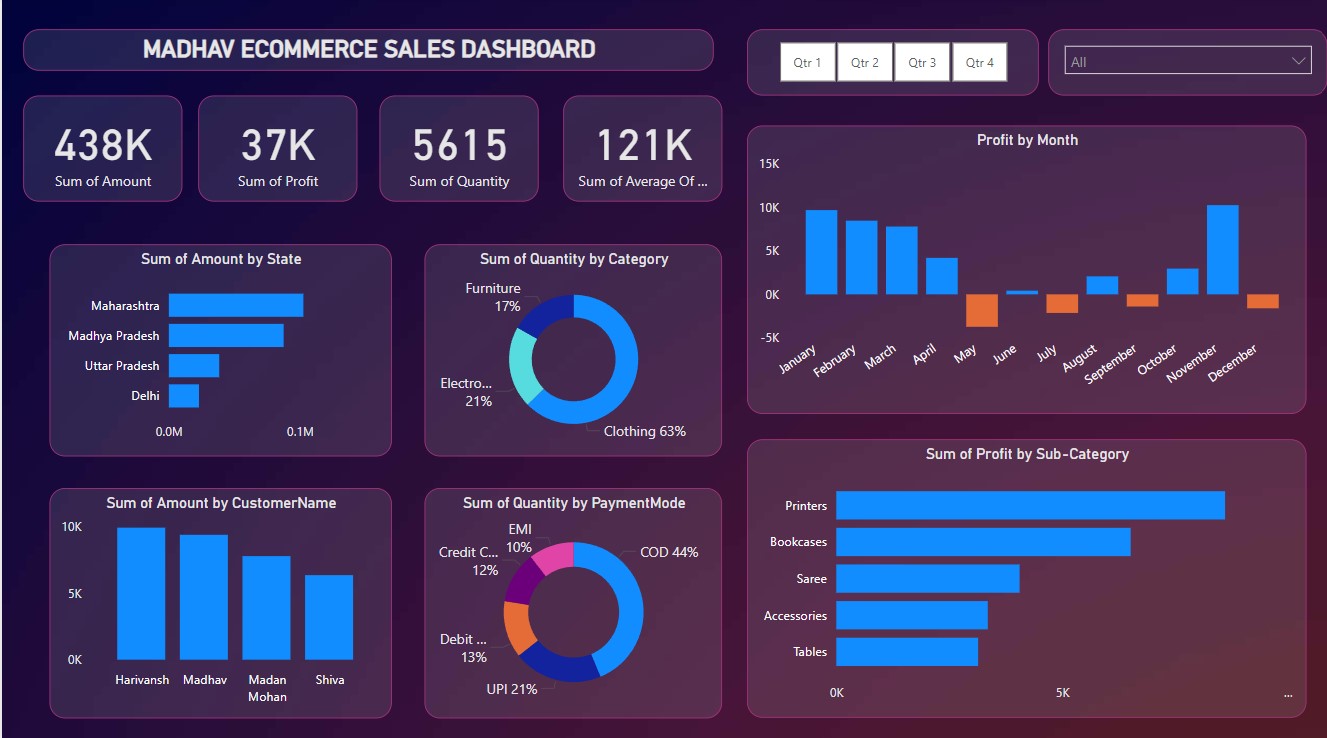 MADHAV ECOMMERCE SALES DASHBOARD
Qtr 1
Qtr 2
Qtr 3
Qtr 4
All
438K
Sum of Amount
37K
Sum of Profit
5615
Sum of Quantity
121K
Sum of Average Of ...
Profit by Month
15K
10K
5K
0K
-5K
January
February
March
April
May
June
July
August
September
October
November
December
Sum of Amount by State
Maharashtra
Madhya Pradesh
Uttar Pradesh
Delhi
0.0M
0.1M
Sum of Quantity by Category
Furniture
17%
Electro...
21%
Clothing 63%
Sum of Amount by CustomerName
10K
5K
0K
Harivansh
Madhav
Madan
Mohan
Shiva
Sum of Quantity by PaymentMode
EMI
10%
Credit C...
12%
Debit ...
13%
UPI 21%
COD 44%
Sum of Profit by Sub-Category
Printers
Bookcases
Saree
Accessories
Tables
0K
5K
...